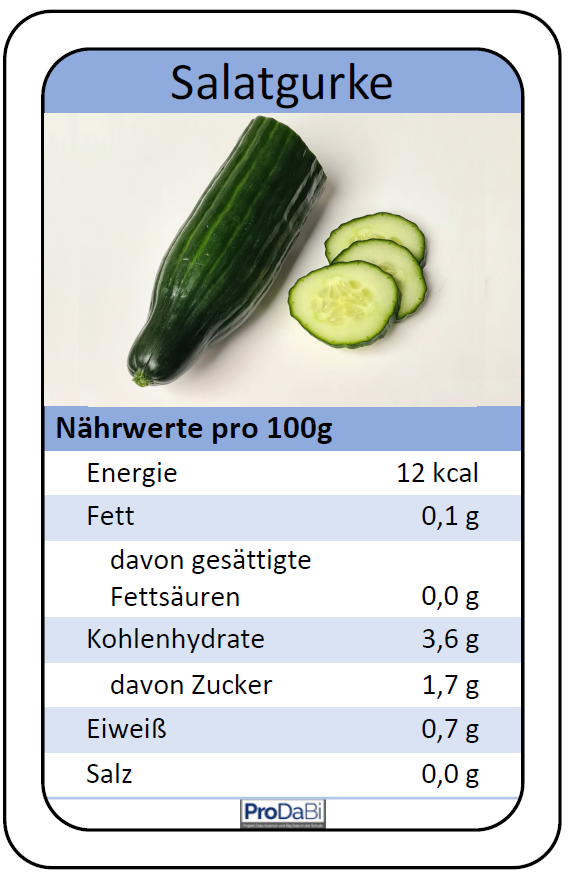 Salatgurke
Nährwerte pro 100g
Energie 12 kcal
Fett 0,1 g
davon gesättigte
Fettsäuren 0,0 g
Kohlenhydrate 3,6 g
davon Zucker 1,7 g
Eiweiß 0,7 g
Salz 0,0 g
ProDaBi